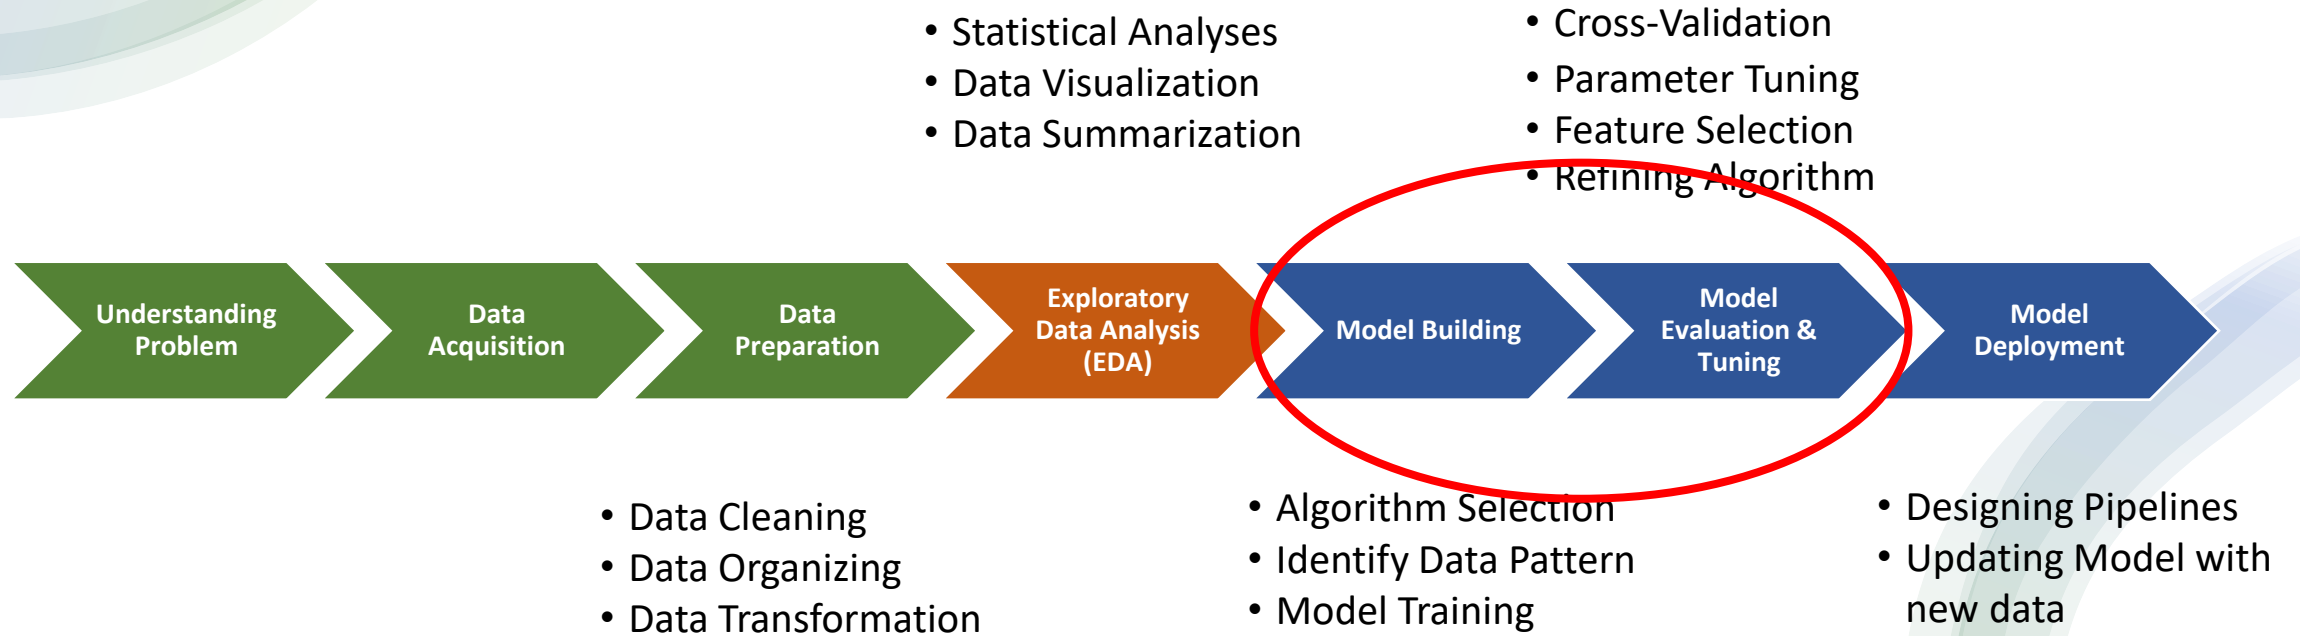 • Statistical Analyses
• Data Visualization
• Data Summarization
• Cross-Validation
• Parameter Tuning
• Feature Selection
• Refining Algorithm
Understanding
Problem
Data
Acquisition
Data
Preparation
Exploratory
Data Analysis
(EDA)
Model Building
Model
Evaluation &
Tuning
Model
Deployment
• Data Cleaning
• Data Organizing
• Data Transformation
• Algorithm Selection
• Identify Data Pattern
• Model Training
• Designing Pipelines
• Updating Model with
new data